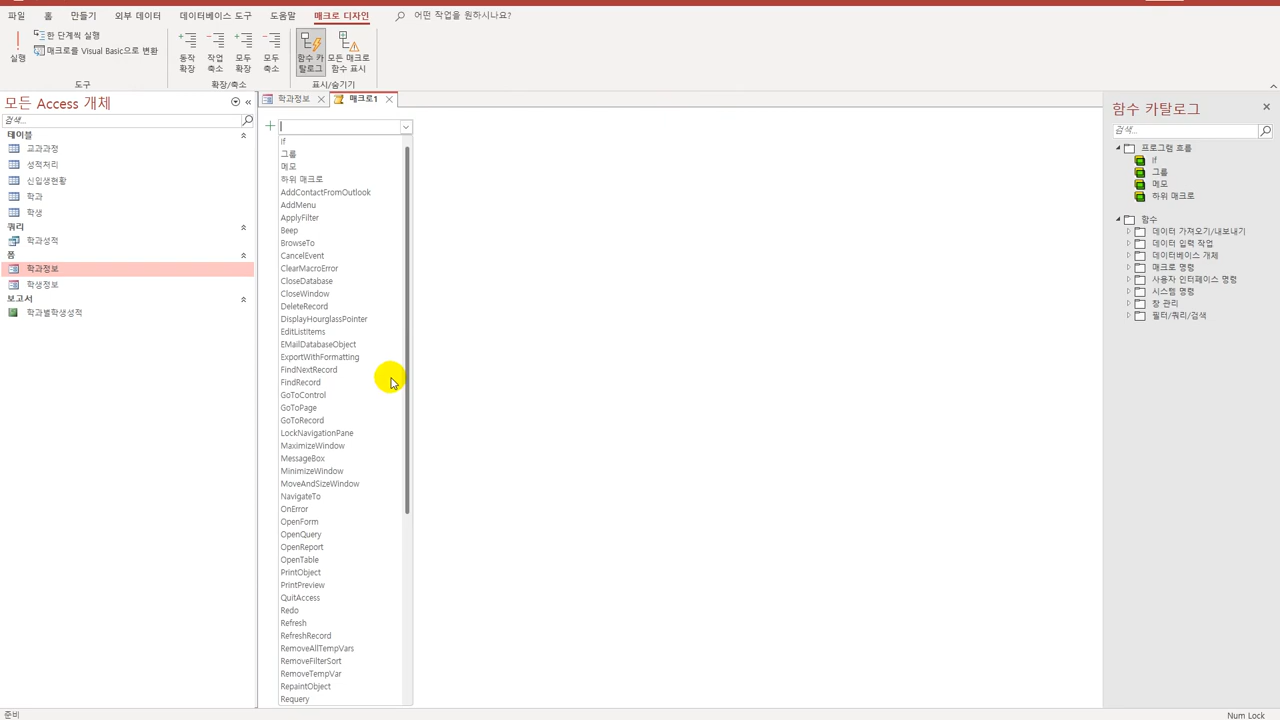 파일 홈 만들기 외부 데이터 데이터베이스 도구 도움말 매크로 디자인 어떤 작업을 원하시나요?
한 단계씩 실행
매크로를 Visual Basic으로 변환
실행
동작 확장
작업 축소
모두 확장
모두 축소
함수 카탈로그
모든 매크로 함수 표시
도구 확장/축소 표시/숨기기
모든 Access 개체
검색...
테이블
교과과정
성적처리
신입생현황
학과
학생
쿼리
학과성적
폼
학과정보
학생정보
보고서
학과별학생성적
학과정보 매크로1
If
그룹
메모
하위 매크로
AddContactFromOutlook
AddMenu
ApplyFilter
Beep
BrowseTo
CancelEvent
ClearMacroError
CloseDatabase
CloseWindow
DeleteRecord
DisplayHourglassPointer
EditListItems
EMailDatabaseObject
ExportWithFormatting
FindNextRecord
FindRecord
GoToControl
GoToPage
GoToRecord
LockNavigationPane
MaximizeWindow
MessageBox
MinimizeWindow
MoveAndSizeWindow
NavigateTo
OnError
OpenForm
OpenQuery
OpenReport
OpenTable
PrintObject
PrintPreview
QuitAccess
Redo
Refresh
RefreshRecord
RemoveAllTempVars
RemoveFilterSort
RemoveTempVar
RepaintObject
Requery
함수 카탈로그
검색...
프로그램 흐름
If
그룹
메모
하위 매크로
함수
데이터 가져오기/내보내기
데이터 입력 작업
데이터베이스 개체
매크로 명령
사용자 인터페이스 명령
시스템 명령
창 관리
필터/쿼리/검색
준비 Num Lock